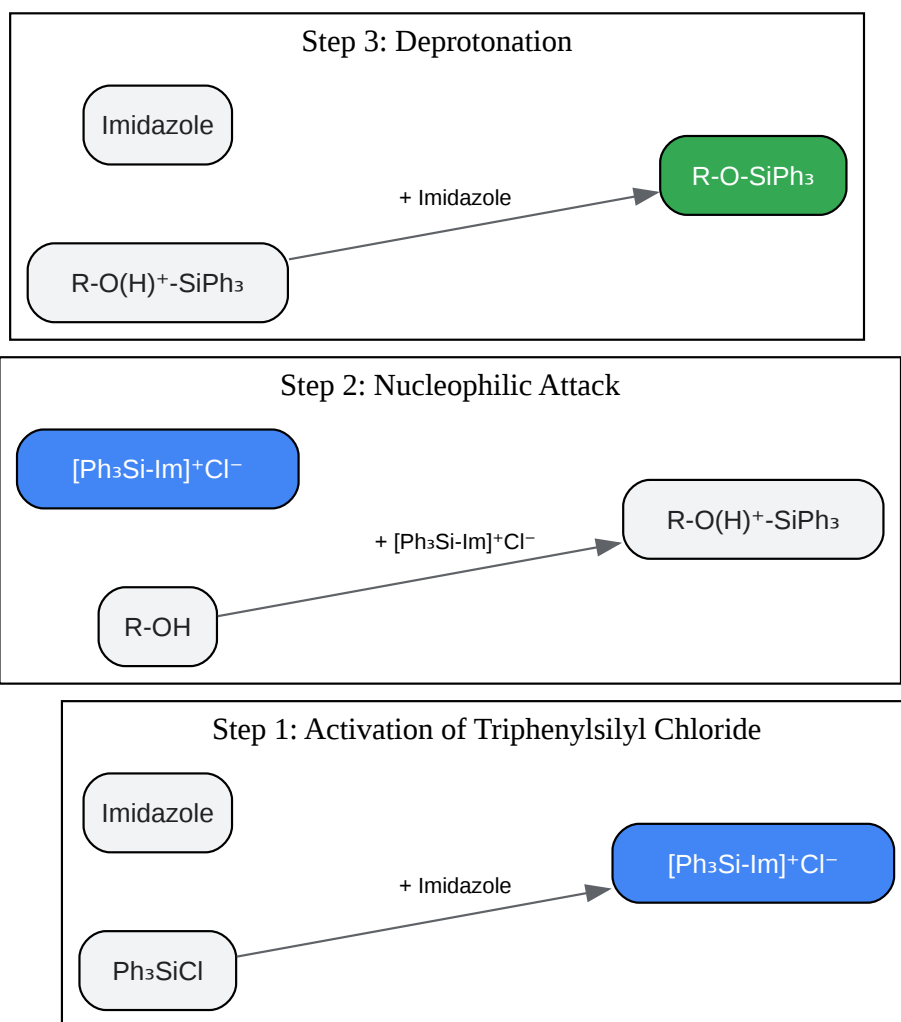 Step 3: Deprotonation
Imidazole
R-O-SiPh₃
+ Imidazole
R-O(H)⁺-SiPh₃
Step 2: Nucleophilic Attack
[Ph₃Si-Im]⁺Cl⁻
R-O(H)⁺-SiPh₃
+ [Ph₃Si-Im]⁺Cl⁻
R-OH
Step 1: Activation of Triphenylsilyl Chloride
Imidazole
[Ph₃Si-Im]⁺Cl⁻
+ Imidazole
Ph₃SiCl